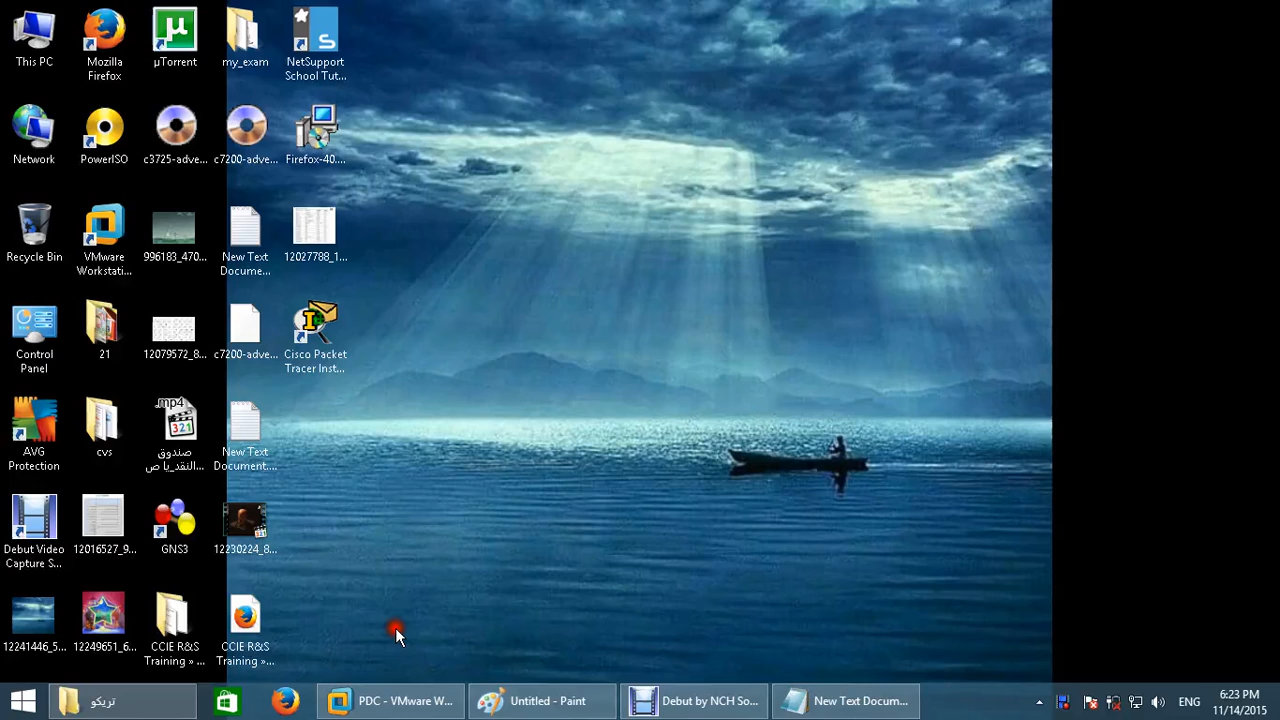 This PC
Mozilla
Firefox
µTorrent
my_exam
NetSupport
School Tut...
Network
PowerISO
c3725-adve...
c7200-adve...
Firefox-40....
Recycle Bin
VMware
Workstati...
996183_470...
New Text
Docume...
12027788_1...
Control
Panel
21
12079572_8...
c7200-adve...
Cisco Packet
Tracer Inst...
AVG
Protection
cvs
.mp4
321
صندوق
النقد_يا ص...
New Text
Document....
Debut Video
Capture S...
12016527_9...
GNS3
12230224_8...
12241446_5...
12249651_6...
CCIE R&S
Training » ...
CCIE R&S
Training »...
تريكو
PDC - VMware W...
Untitled - Paint
Debut by NCH So...
New Text Docum...
ENG
6:23 PM
11/14/2015